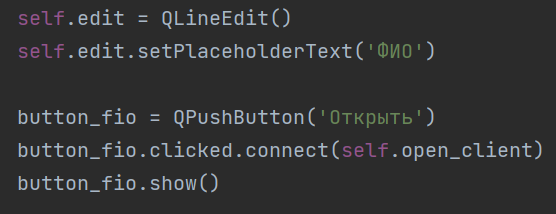 self.edit = QLineEdit()
self.edit.setPlaceholderText('ФИО')
button_fio = QPushButton('Открыть')
button_fio.clicked.connect(self.open_client)
button_fio.show()